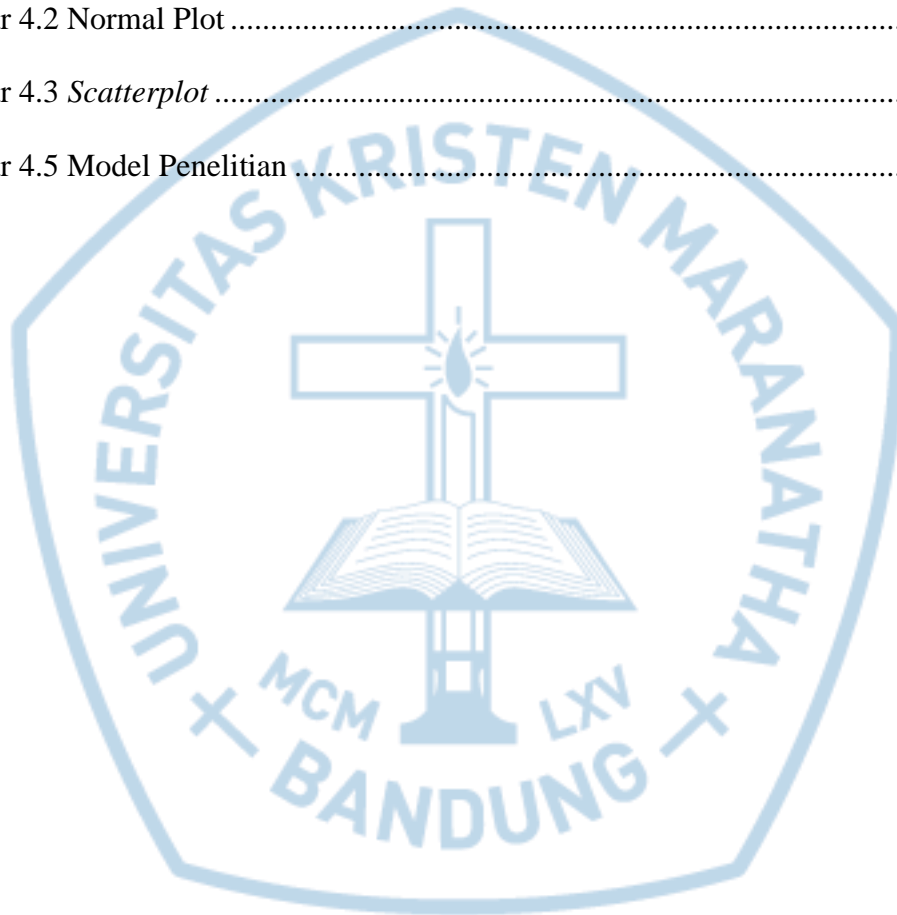 r 4.2 Normal Plot ..........................................................................................
r 4.3 Scatterplot ............................................................................................
r 4.5 Model Penelitian ..................................................................................
UNIVERSITAS KRISTEN MARANATHA
MCM LXV
BANDUNG